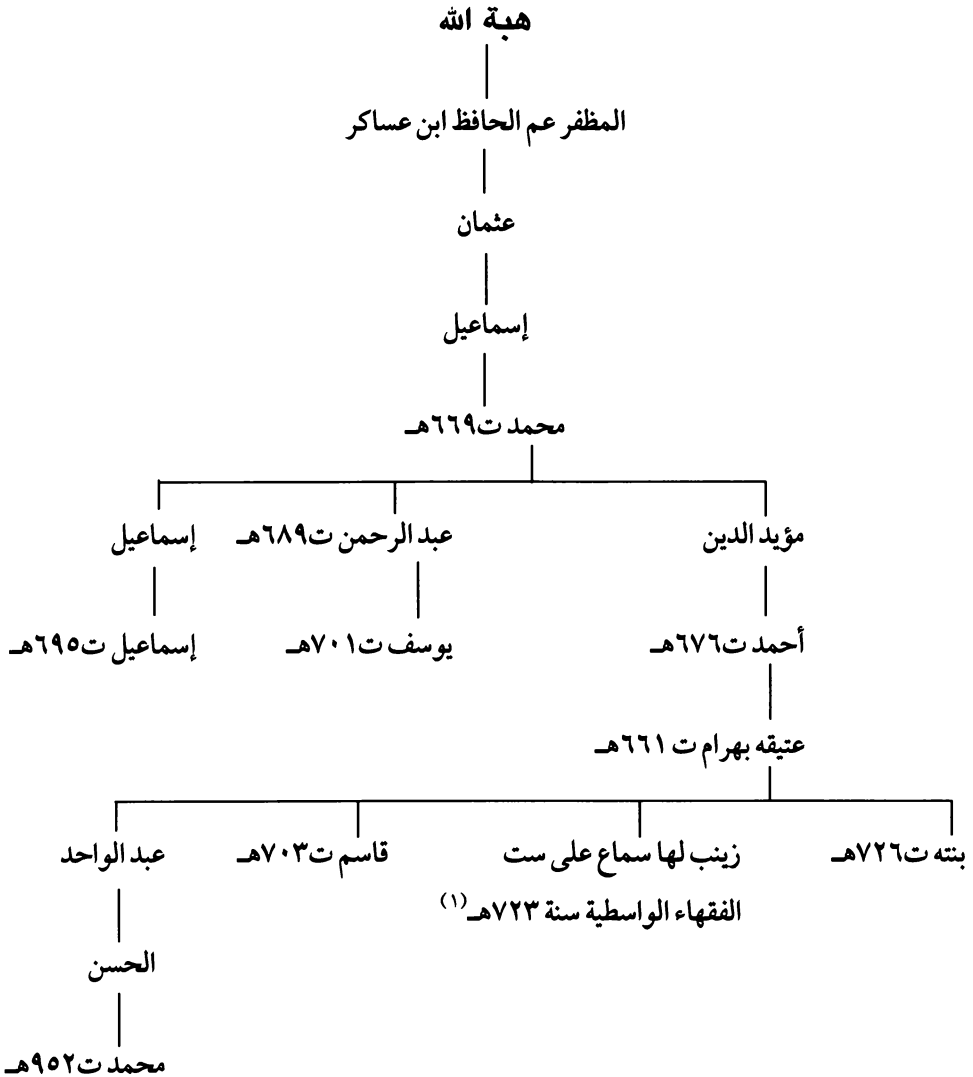 هبة الله
المظفر عم الحافظ ابن عساكر
عثمان
إسماعيل
محمد ت٦٦٩هـ
مؤيد الدين
عبد الرحمن ت٦٨٩هـ
إسماعيل
أحمد ت٦٧٦هـ
يوسف ت٧٠١هـ
إسماعيل ت٦٩٥هـ
عتيقه بهرام ت ٦٦١هـ
بنته ت٧٢٦هـ
زينب لها سماع على ست
الفقهاء الواسطية سنة ٧٢٣هـ(١)
قاسم ت٧٠٣هـ
عبد الواحد
الحسن
محمد ت٩٥٢هـ